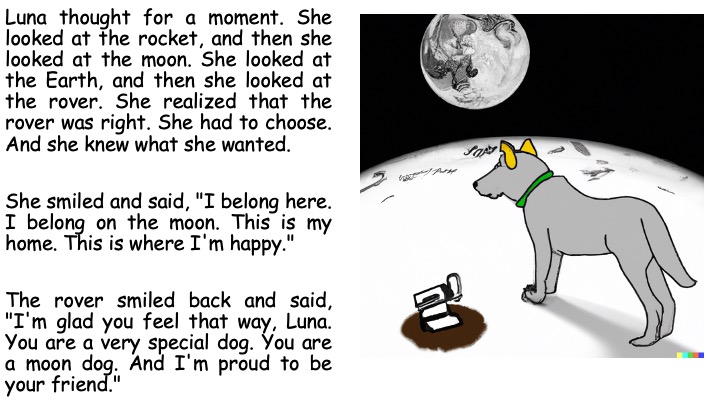 Luna thought for a moment. She
looked at the rocket, and then she
looked at the moon. She looked at
the Earth, and then she looked at
the rover. She realized that the
rover was right. She had to choose.
And she knew what she wanted.
She smiled and said, "I belong here.
I belong on the moon. This is my
home. This is where I'm happy."
The rover smiled back and said,
"I'm glad you feel that way, Luna.
You are a very special dog. You are
a moon dog. And I'm proud to be
your friend."